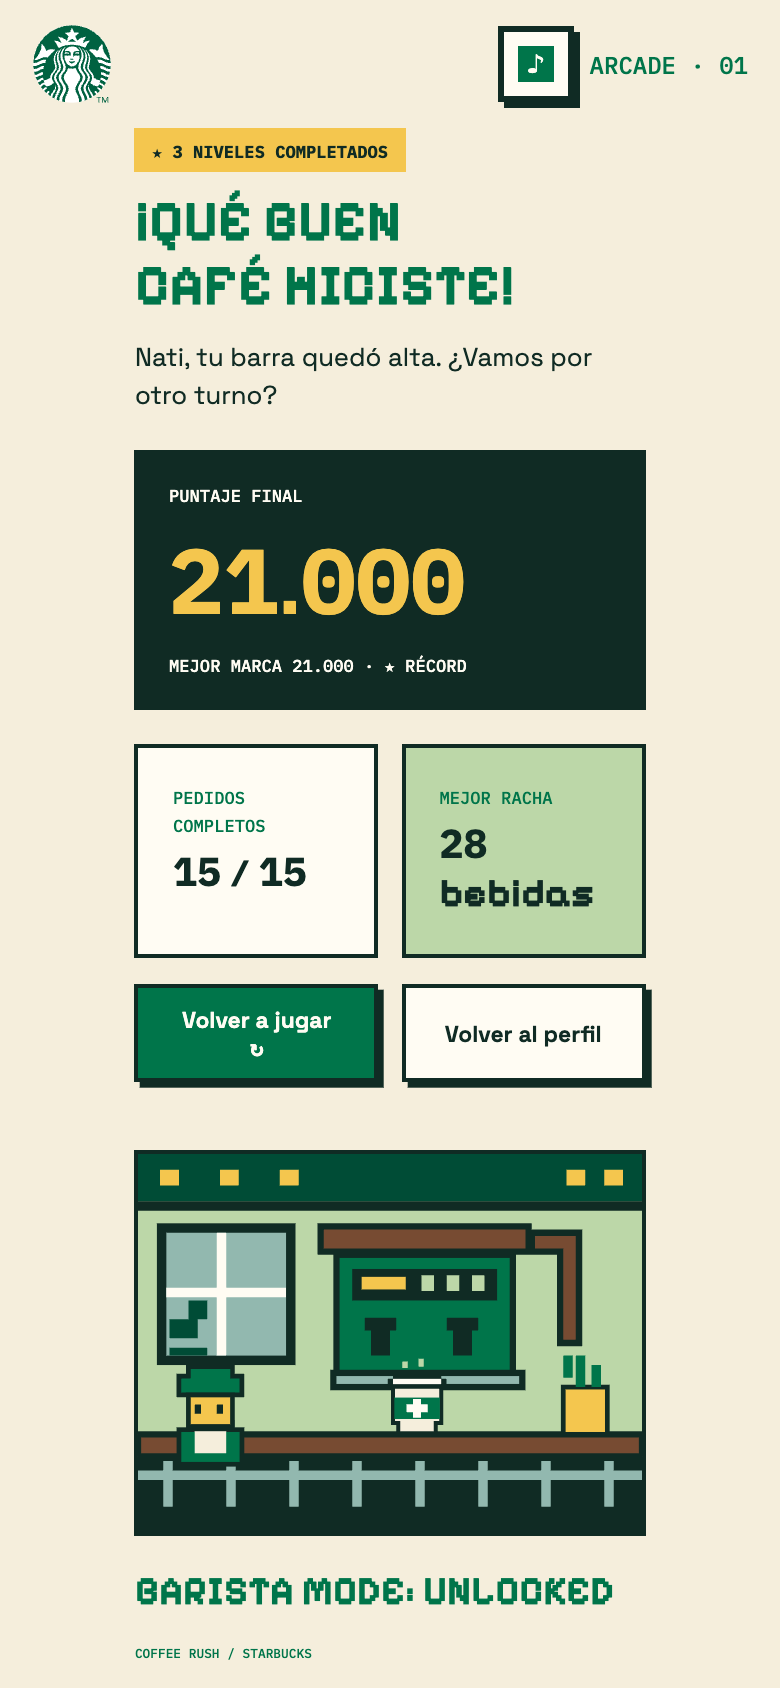 TM
♪
ARCADE · 01
★ 3 NIVELES COMPLETADOS
¡QUÉ BUEN
CAFÉ HICISTE!
Nati, tu barra quedó alta. ¿Vamos por
otro turno?
PUNTAJE FINAL
21.000
MEJOR MARCA 21.000 · ★ RÉCORD
PEDIDOS
COMPLETOS
15 / 15
MEJOR RACHA
28
bebidas
Volver a jugar
↻
Volver al perfil
BARISTA MODE: UNLOCKED
COFFEE RUSH / STARBUCKS